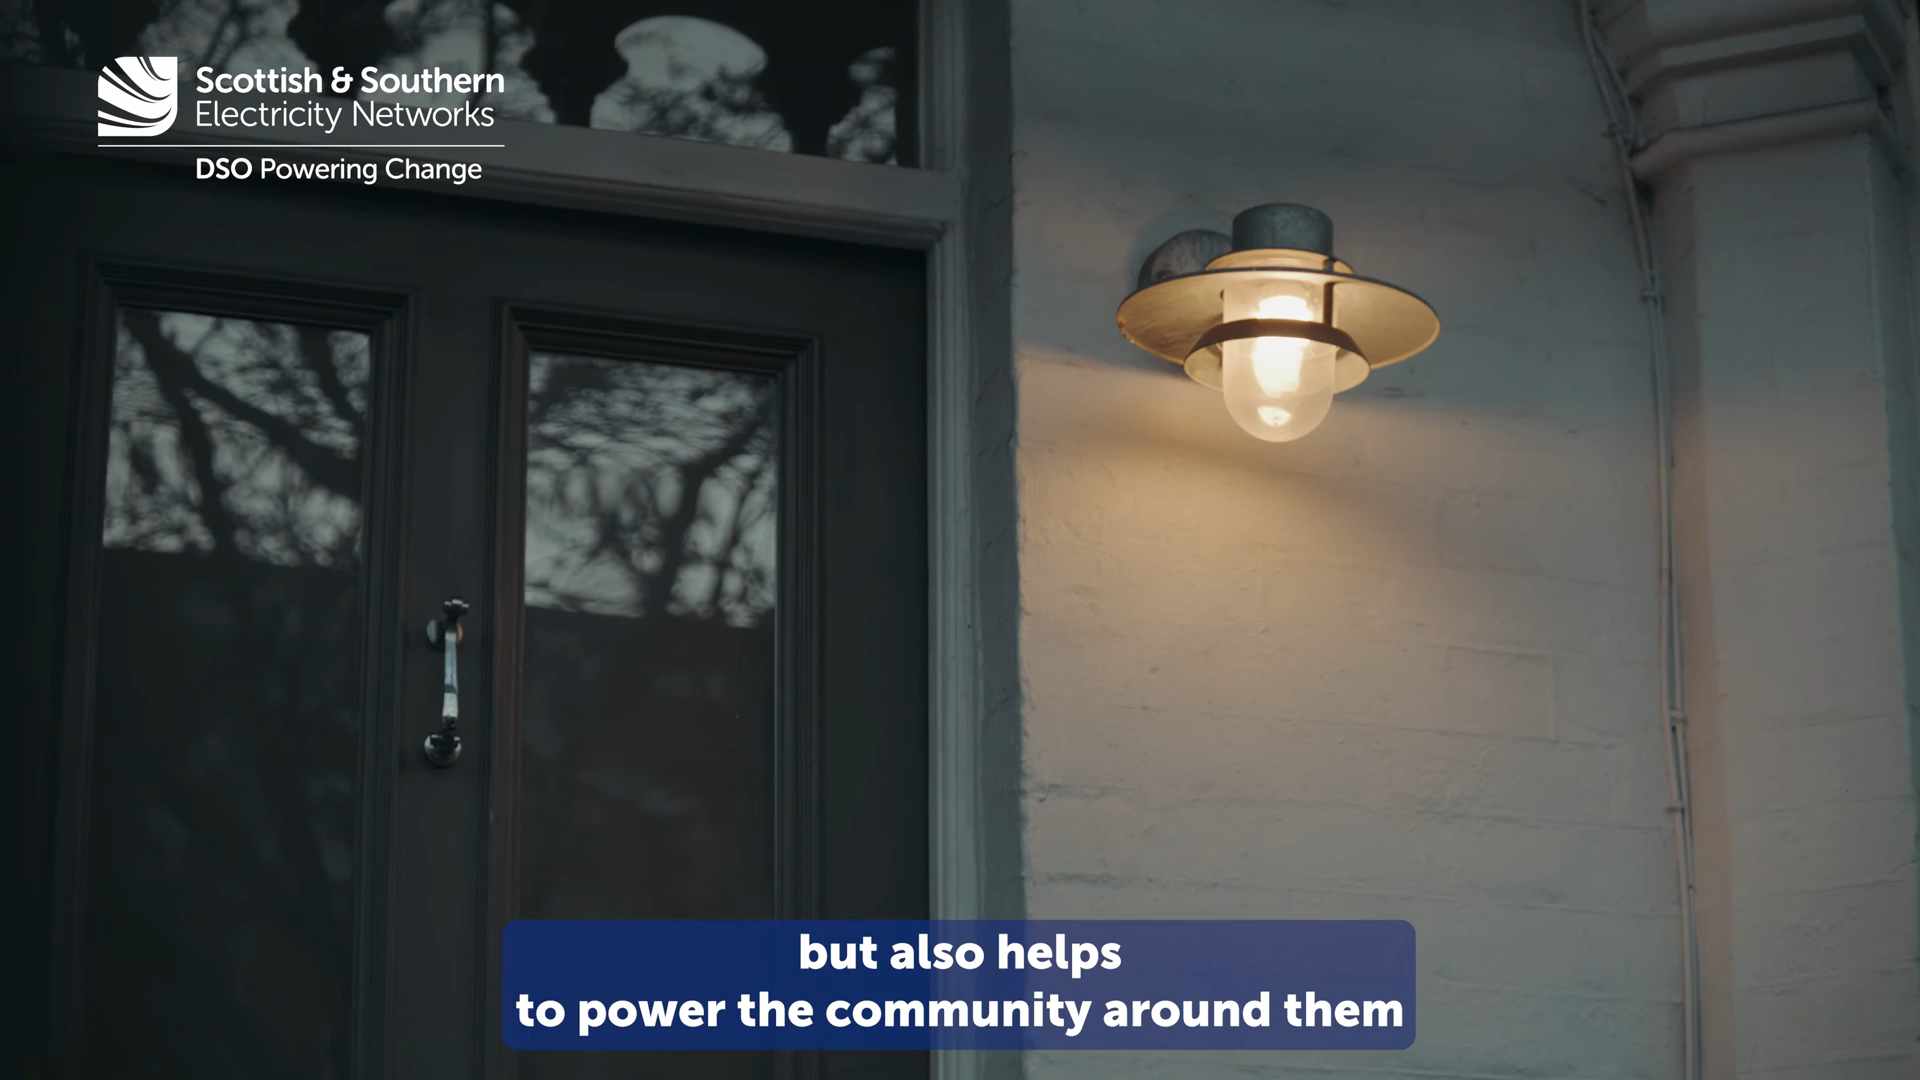 Scottish & Southern
Electricity Networks
DSO Powering Change
but also helps
to power the community around them